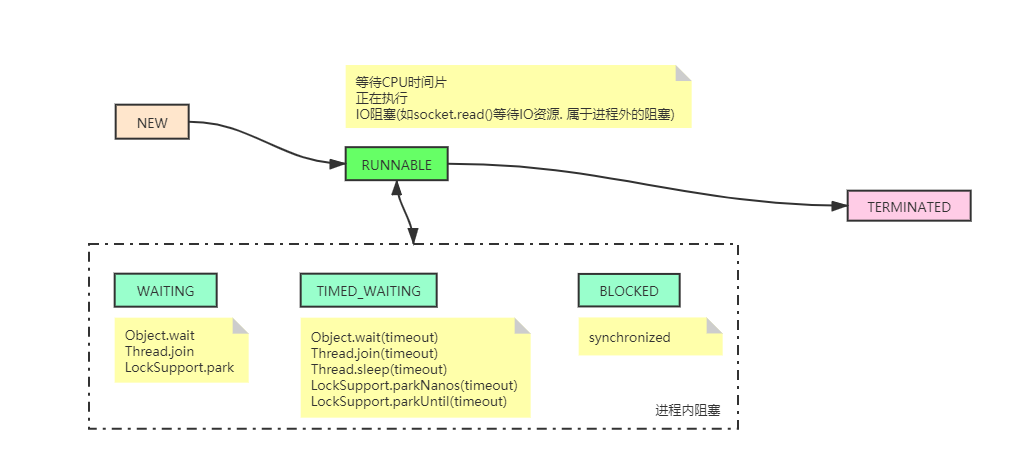 等待CPU时间片
正在执行
IO阻塞(如socket.read()等待IO资源. 属于进程外的阻塞)
NEW
RUNNABLE
TERMINATED
WAITING
TIMED_WAITING
BLOCKED
Object.wait
Thread.join
LockSupport.park
Object.wait(timeout)
Thread.join(timeout)
Thread.sleep(timeout)
LockSupport.parkNanos(timeout)
LockSupport.parkUntil(timeout)
synchronized
进程内阻塞